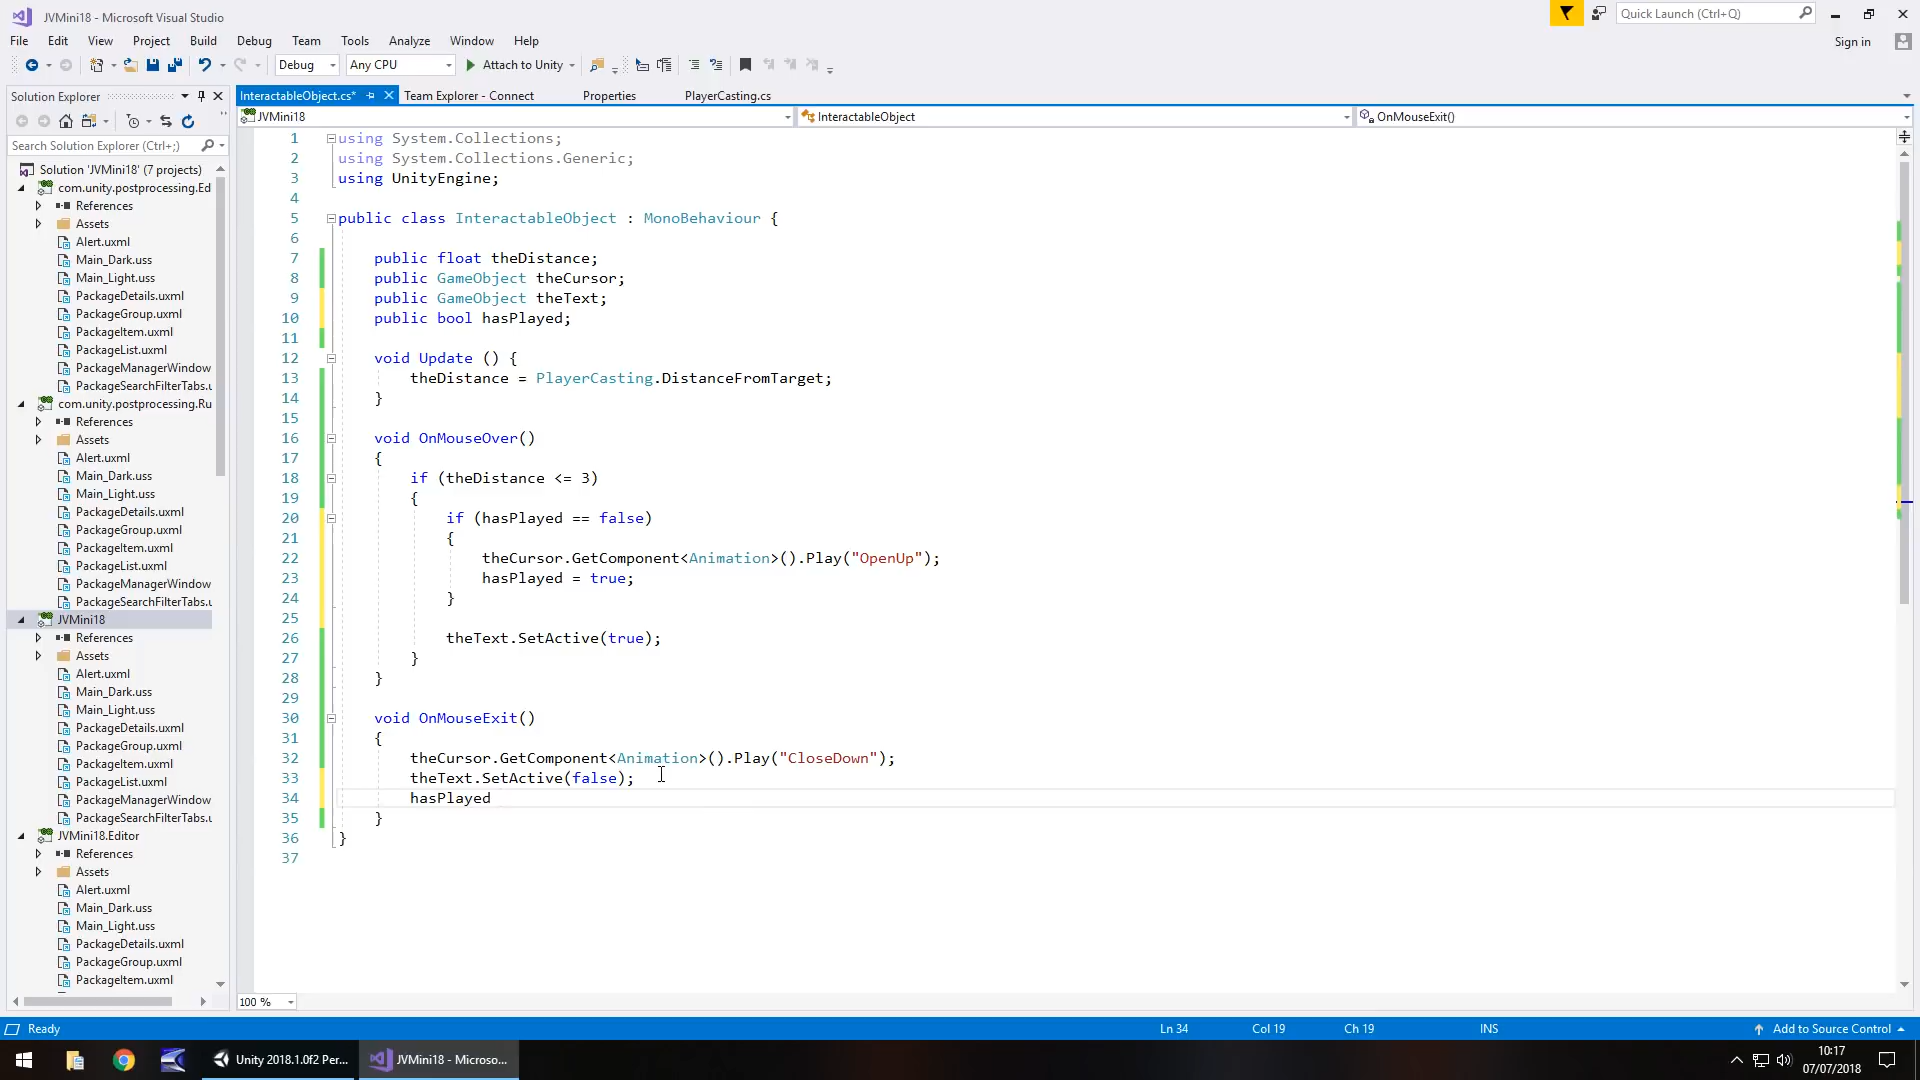 JVMini18 - Microsoft Visual Studio
Quick Launch (Ctrl+Q)
File Edit View Project Build Debug Team Tools Analyze Window Help
Sign in
Debug Any CPU Attach to Unity
Solution Explorer
InteractableObject.cs* Team Explorer - Connect Properties PlayerCasting.cs
JVMini18 InteractableObject OnMouseExit()
Search Solution Explorer (Ctrl+;)
Solution 'JVMini18' (7 projects)
com.unity.postprocessing.Ed
References
Assets
Alert.uxml
Main_Dark.uss
Main_Light.uss
PackageDetails.uxml
PackageGroup.uxml
PackageItem.uxml
PackageList.uxml
PackageManagerWindow
PackageSearchFilterTabs.u
com.unity.postprocessing.Ru
References
Assets
Alert.uxml
Main_Dark.uss
Main_Light.uss
PackageDetails.uxml
PackageGroup.uxml
PackageItem.uxml
PackageList.uxml
PackageManagerWindow
PackageSearchFilterTabs.u
JVMini18
References
Assets
Alert.uxml
Main_Dark.uss
Main_Light.uss
PackageDetails.uxml
PackageGroup.uxml
PackageItem.uxml
PackageList.uxml
PackageManagerWindow
PackageSearchFilterTabs.u
JVMini18.Editor
References
Assets
Alert.uxml
Main_Dark.uss
Main_Light.uss
PackageDetails.uxml
PackageGroup.uxml
PackageItem.uxml
1 using System.Collections;
2 using System.Collections.Generic;
3 using UnityEngine;
4
5 public class InteractableObject : MonoBehaviour {
6
7 public float theDistance;
8 public GameObject theCursor;
9 public GameObject theText;
10 public bool hasPlayed;
11
12 void Update () {
13 theDistance = PlayerCasting.DistanceFromTarget;
14 }
15
16 void OnMouseOver()
17 {
18 if (theDistance <= 3)
19 {
20 if (hasPlayed == false)
21 {
22 theCursor.GetComponent<Animation>().Play("OpenUp");
23 hasPlayed = true;
24 }
25
26 theText.SetActive(true);
27 }
28 }
29
30 void OnMouseExit()
31 {
32 theCursor.GetComponent<Animation>().Play("CloseDown");
33 theText.SetActive(false);
34 hasPlayed
35 }
36 }
37
100 %
Ready Ln 34 Col 19 Ch 19 INS Add to Source Control
Unity 2018.1.0f2 Per... JVMini18 - Microso... 10:17
07/07/2018